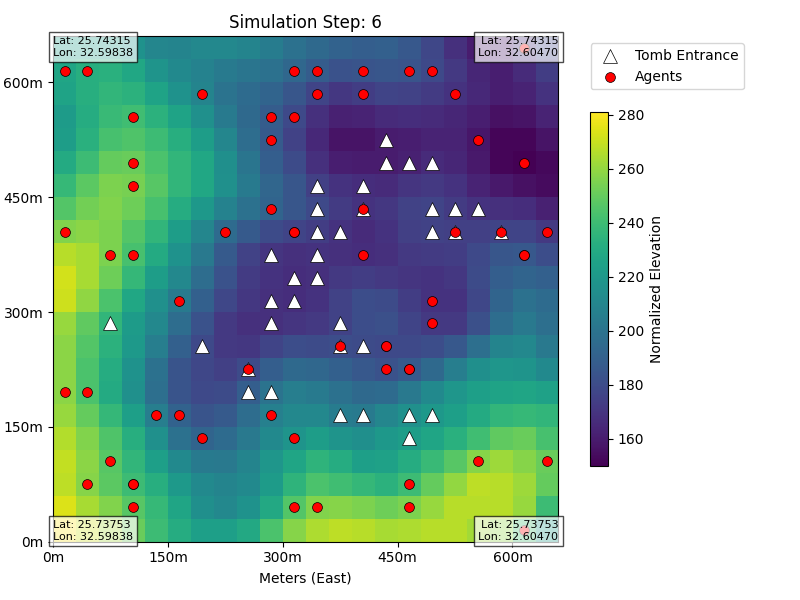 Simulation Step: 6
Lat: 25.74315
Lon: 32.59838
Lat: 25.74315
Lon: 32.60470
Tomb Entrance
Agents
600m
450m
300m
150m
0m
Lat: 25.73753
Lon: 32.59838
Lat: 25.73753
Lon: 32.60470
0m
150m
300m
450m
600m
Meters (East)
280
260
240
220
200
180
160
Normalized Elevation